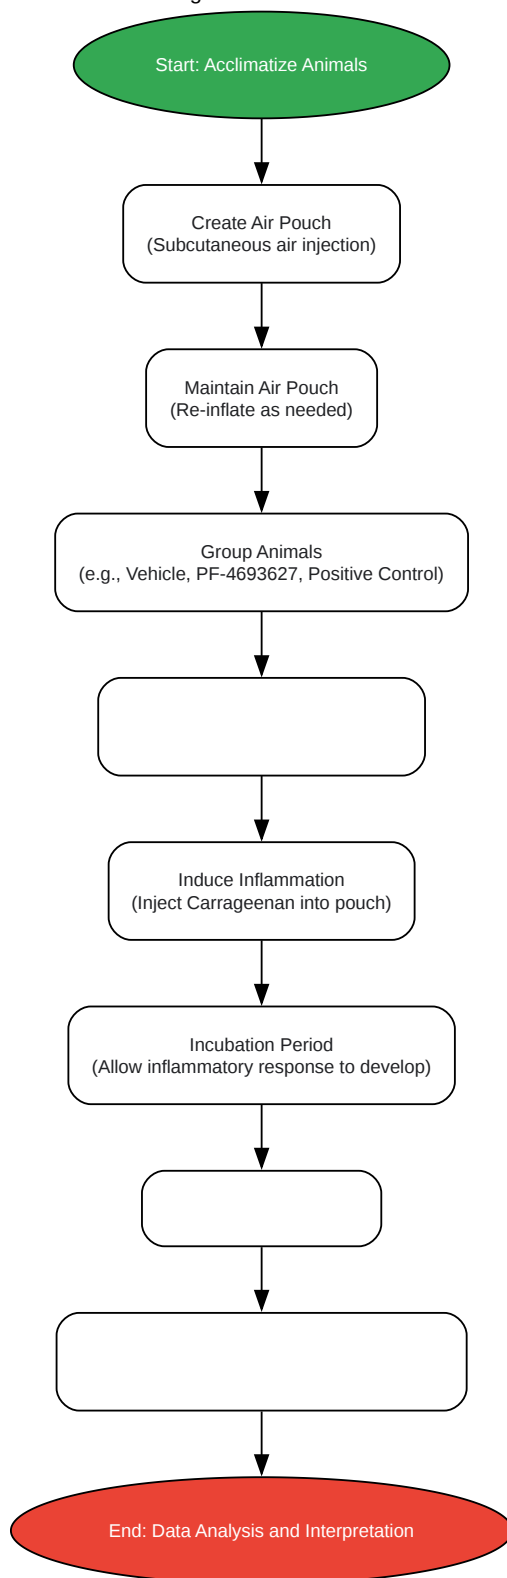 Start: Acclimatize Animals
Create Air Pouch
(Subcutaneous air injection)
Maintain Air Pouch
(Re-inflate as needed)
Group Animals
(e.g., Vehicle, PF-4693627, Positive Control)
Induce Inflammation
(Inject Carrageenan into pouch)
Incubation Period
(Allow inflammatory response to develop)
End: Data Analysis and Interpretation